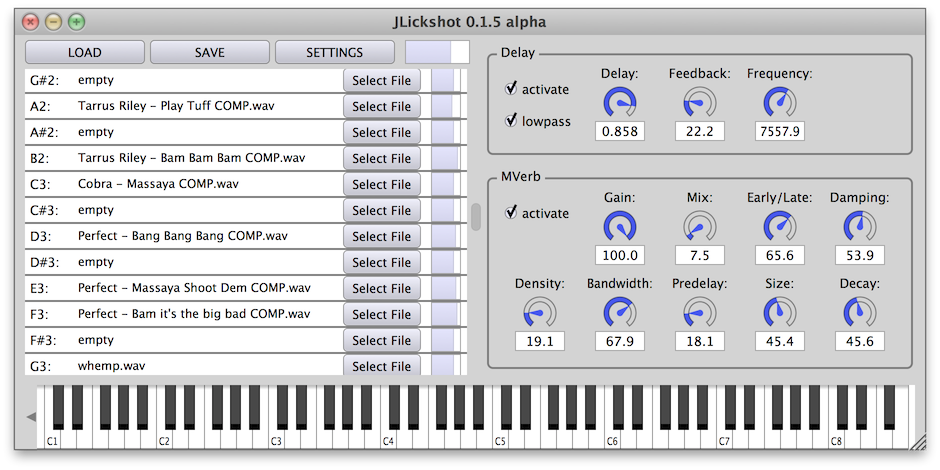 JLickshot 0.1.5 alpha
LOAD SAVE SETTINGS
G#2: empty Select File
A2: Tarrus Riley – Play Tuff COMP.wav Select File
A#2: empty Select File
B2: Tarrus Riley – Bam Bam Bam COMP.wav Select File
C3: Cobra – Massaya COMP.wav Select File
C#3: empty Select File
D3: Perfect – Bang Bang Bang COMP.wav Select File
D#3: empty Select File
E3: Perfect – Massaya Shoot Dem COMP.wav Select File
F3: Perfect – Bam it's the big bad COMP.wav Select File
F#3: empty Select File
G3: whemp.wav Select File
Delay
activate
lowpass
Delay: Feedback: Frequency:
0.858 22.2 7557.9
MVerb
activate
Gain: Mix: Early/Late: Damping:
100.0 7.5 65.6 53.9
Density: Bandwidth: Predelay: Size: Decay:
19.1 67.9 18.1 45.4 45.6
C1 C2 C3 C4 C5 C6 C7 C8